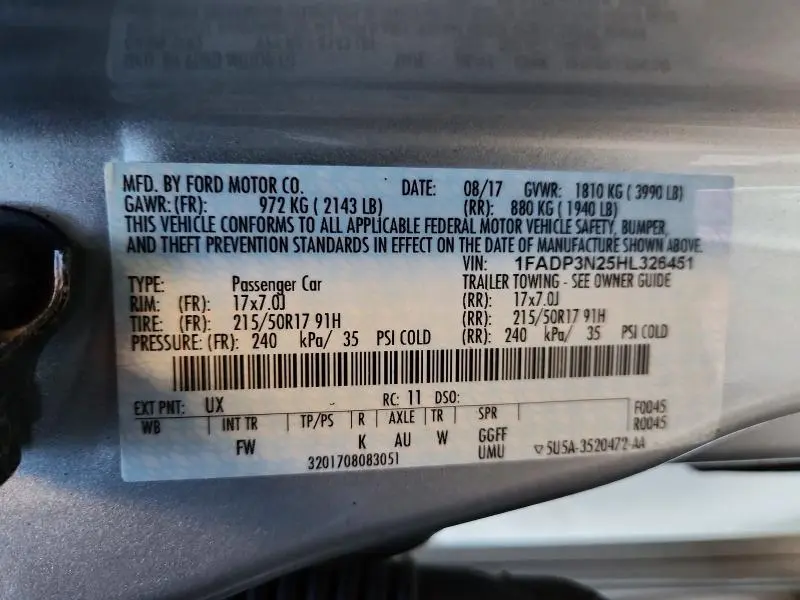 MFD. BY FORD MOTOR CO. DATE: 08/17 GVWR: 1810 KG ( 3990 LB)
GAWR: (FR): 972 KG ( 2143 LB) (RR): 880 KG ( 1940 LB)
THIS VEHICLE CONFORMS TO ALL APPLICABLE FEDERAL MOTOR VEHICLE SAFETY, BUMPER,
AND THEFT PREVENTION STANDARDS IN EFFECT ON THE DATE OF MANUFACTURE SHOWN ABOVE.
VIN: 1FADP3N25HL326451
TYPE: Passenger Car TRAILER TOWING - SEE OWNER GUIDE
RIM: (FR): 17x7.0J (RR): 17x7.0J
TIRE: (FR): 215/50R17 91H (RR): 215/50R17 91H
PRESSURE: (FR): 240 kPa/ 35 PSI COLD (RR): 240 kPa/ 35 PSI COLD
EXT PNT: UX RC: 11 DSO: F0045
WB INT TR TP/PS R AXLE TR SPR R0045
FW K AU W GGFF
UMU
3201708083051 ▽5U5A-3520472-AA